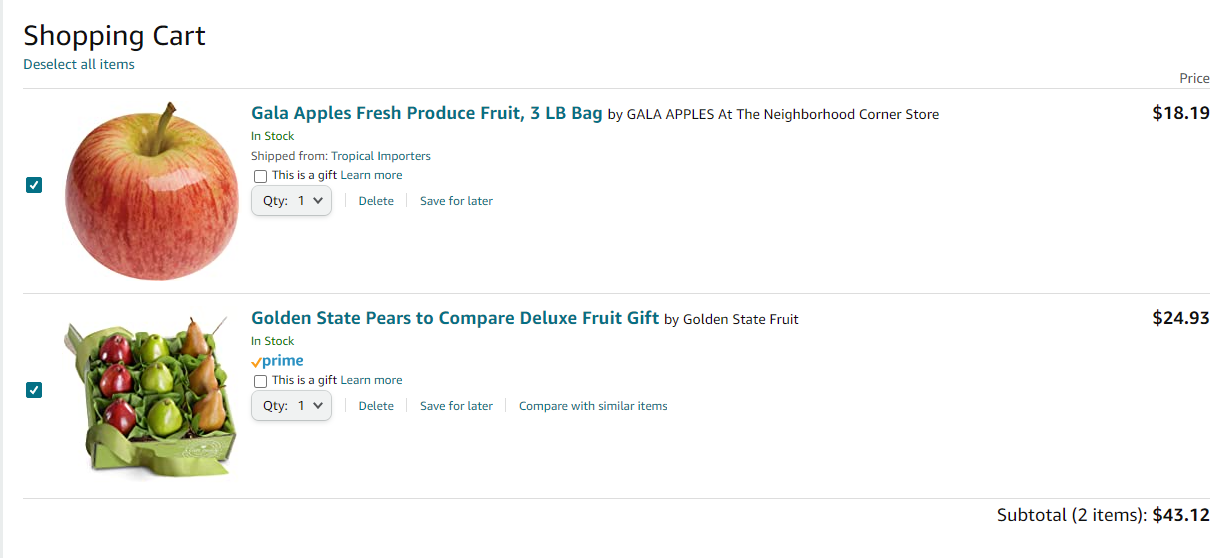 Shopping Cart
Deselect all items
Price
Gala Apples Fresh Produce Fruit, 3 LB Bag by GALA APPLES At The Neighborhood Corner Store
$18.19
In Stock
Shipped from: Tropical Importers
This is a gift Learn more
Qty: 1 Delete Save for later
Golden State Pears to Compare Deluxe Fruit Gift by Golden State Fruit
$24.93
In Stock
prime
This is a gift Learn more
Qty: 1 Delete Save for later Compare with similar items
Subtotal (2 items): $43.12